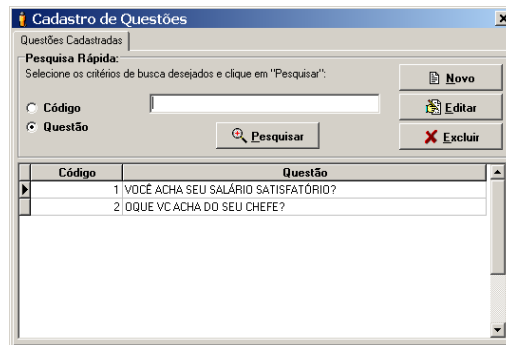 Cadastro de Questões
Questões Cadastradas
Pesquisa Rápida:
Selecione os critérios de busca desejados e clique em "Pesquisar":
Código
Questão
Pesquisar
Novo
Editar
Excluir
Código Questão
1 VOCÊ ACHA SEU SALÁRIO SATISFATÓRIO?
2 OQUE VC ACHA DO SEU CHEFE?